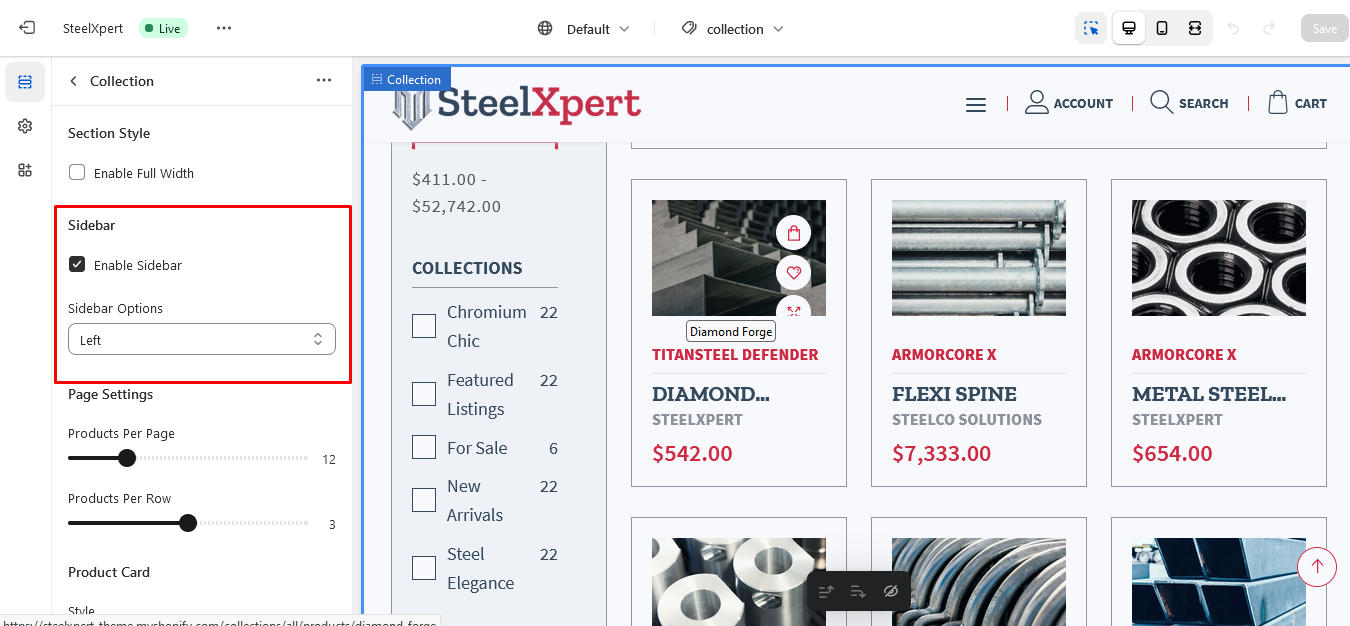 SteelXpert
Live
Default
collection
Save
Collection
Section Style
Enable Full Width
Sidebar
Enable Sidebar
Sidebar Options
Left
Page Settings
Products Per Page
12
Products Per Row
3
Product Card
Style
https://steelxpert-theme.myshopify.com/collections/all/products/diamond-forge
Collection
SteelXpert
ACCOUNT
SEARCH
CART
$411.00 -
$52,742.00
COLLECTIONS
Chromium 22
Chic
Featured 22
Listings
For Sale 6
New 22
Arrivals
Steel 22
Elegance
Diamond Forge
TITANSTEEL DEFENDER
DIAMOND...
STEELXPERT
$542.00
ARMORCORE X
FLEXI SPINE
STEELCO SOLUTIONS
$7,333.00
ARMORCORE X
METAL STEEL...
STEELXPERT
$654.00